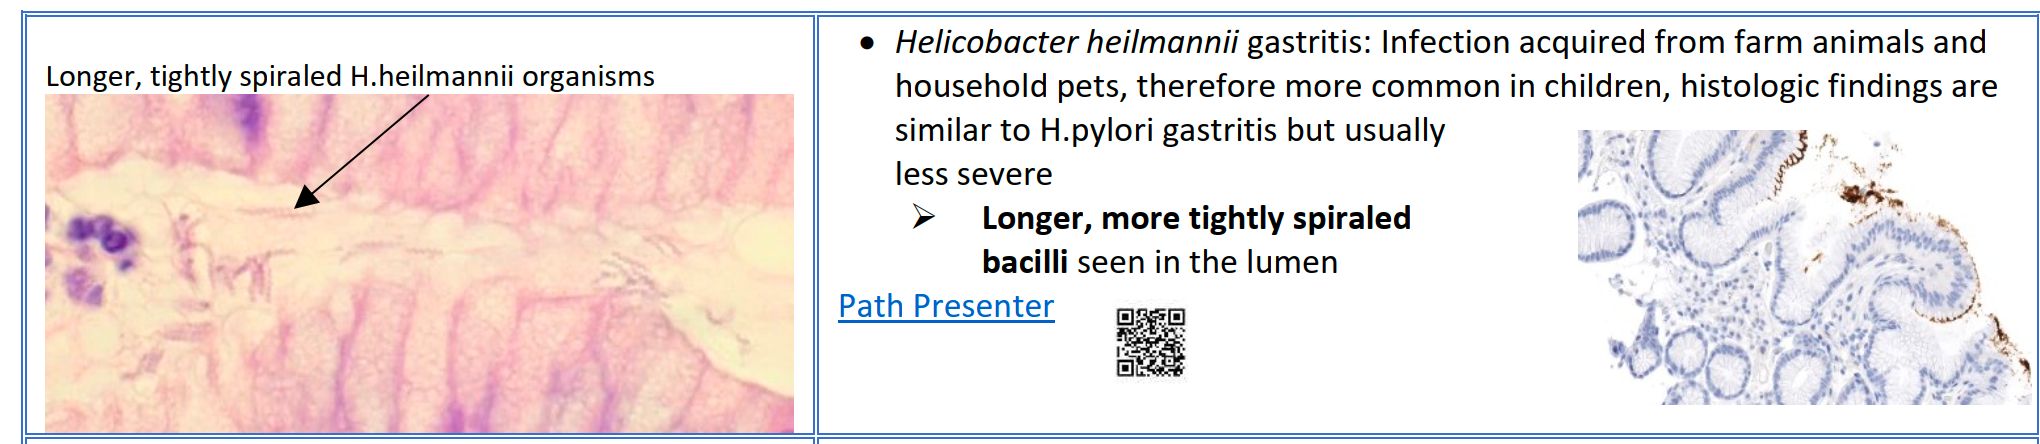 Longer, tightly spiraled H.heilmannii organisms
• Helicobacter heilmannii gastritis: Infection acquired from farm animals and
household pets, therefore more common in children, histologic findings are
similar to H.pylori gastritis but usually
less severe
➢ Longer, more tightly spiraled
bacilli seen in the lumen
Path Presenter